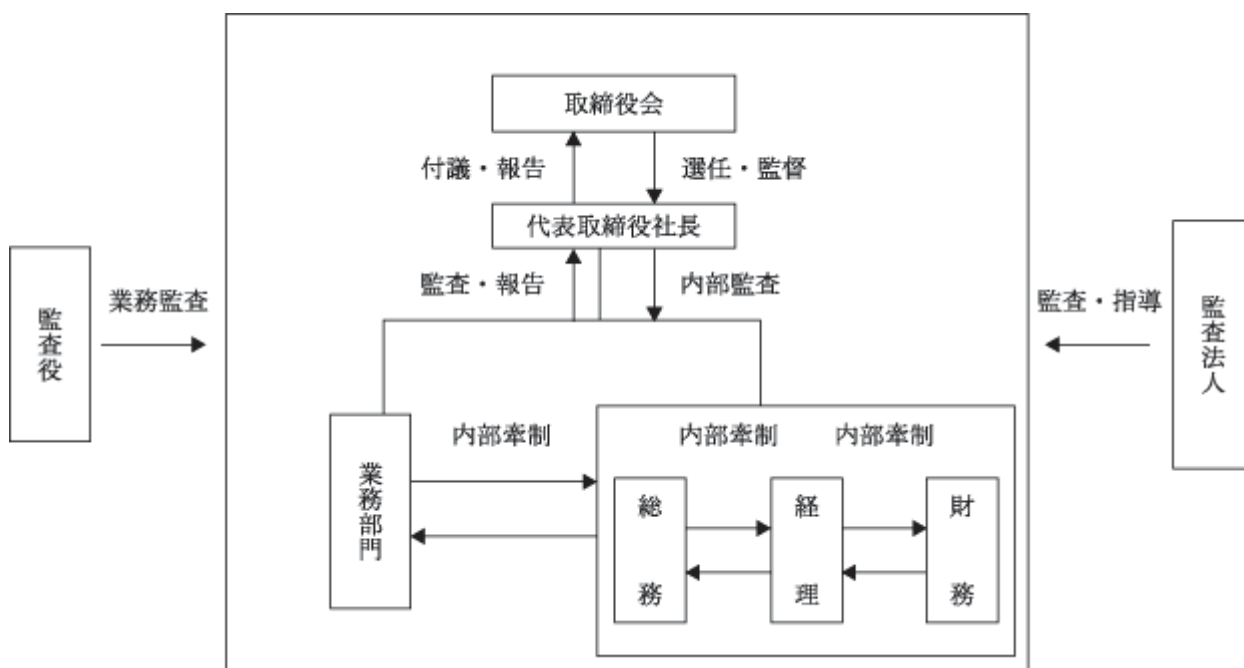 取締役会
付議・報告
選任・監督
代表取締役社長
監査・報告
内部監査
監査役
業務監査
監査・指導
監査法人
業務部門
内部牽制
内部牽制
内部牽制
総務
経理
財務